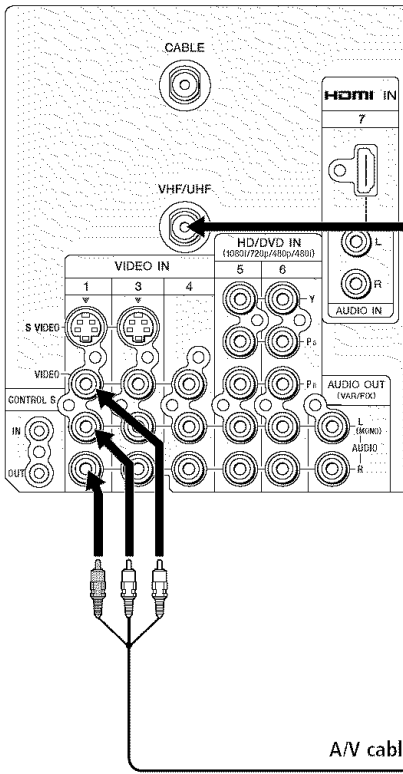 CABLE
HDMI IN
7
VHF/UHF
HD/DVD IN
(1080i/720p/480p/480i)
VIDEO IN
1 3 4 5 6
L
R
AUDIO IN
Y
S VIDEO
PB
VIDEO
PR
AUDIO OUT
(VAR/FIX)
CONTROL S
L
(MONO)
IN
AUDIO
OUT
R
A/V cabl